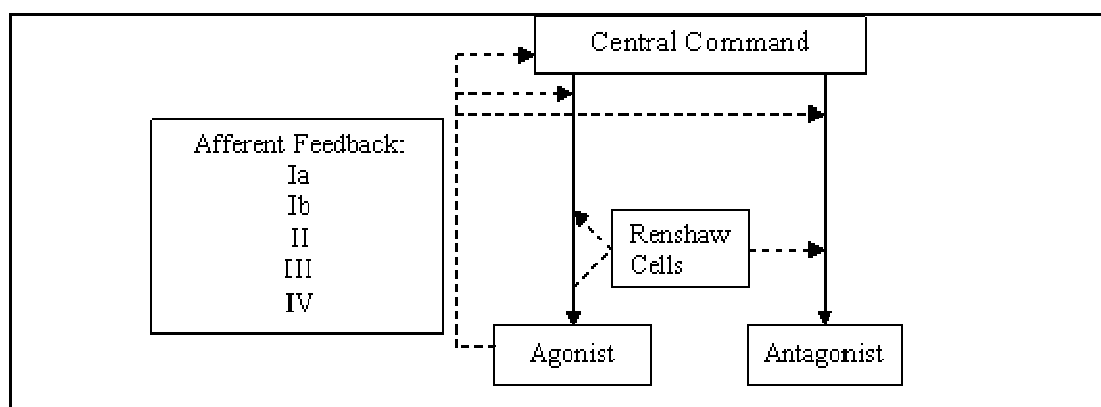 Central Command
Afferent Feedback:
Ia
Ib
II
III
IV
Renshaw
Cells
Agonist
Antagonist